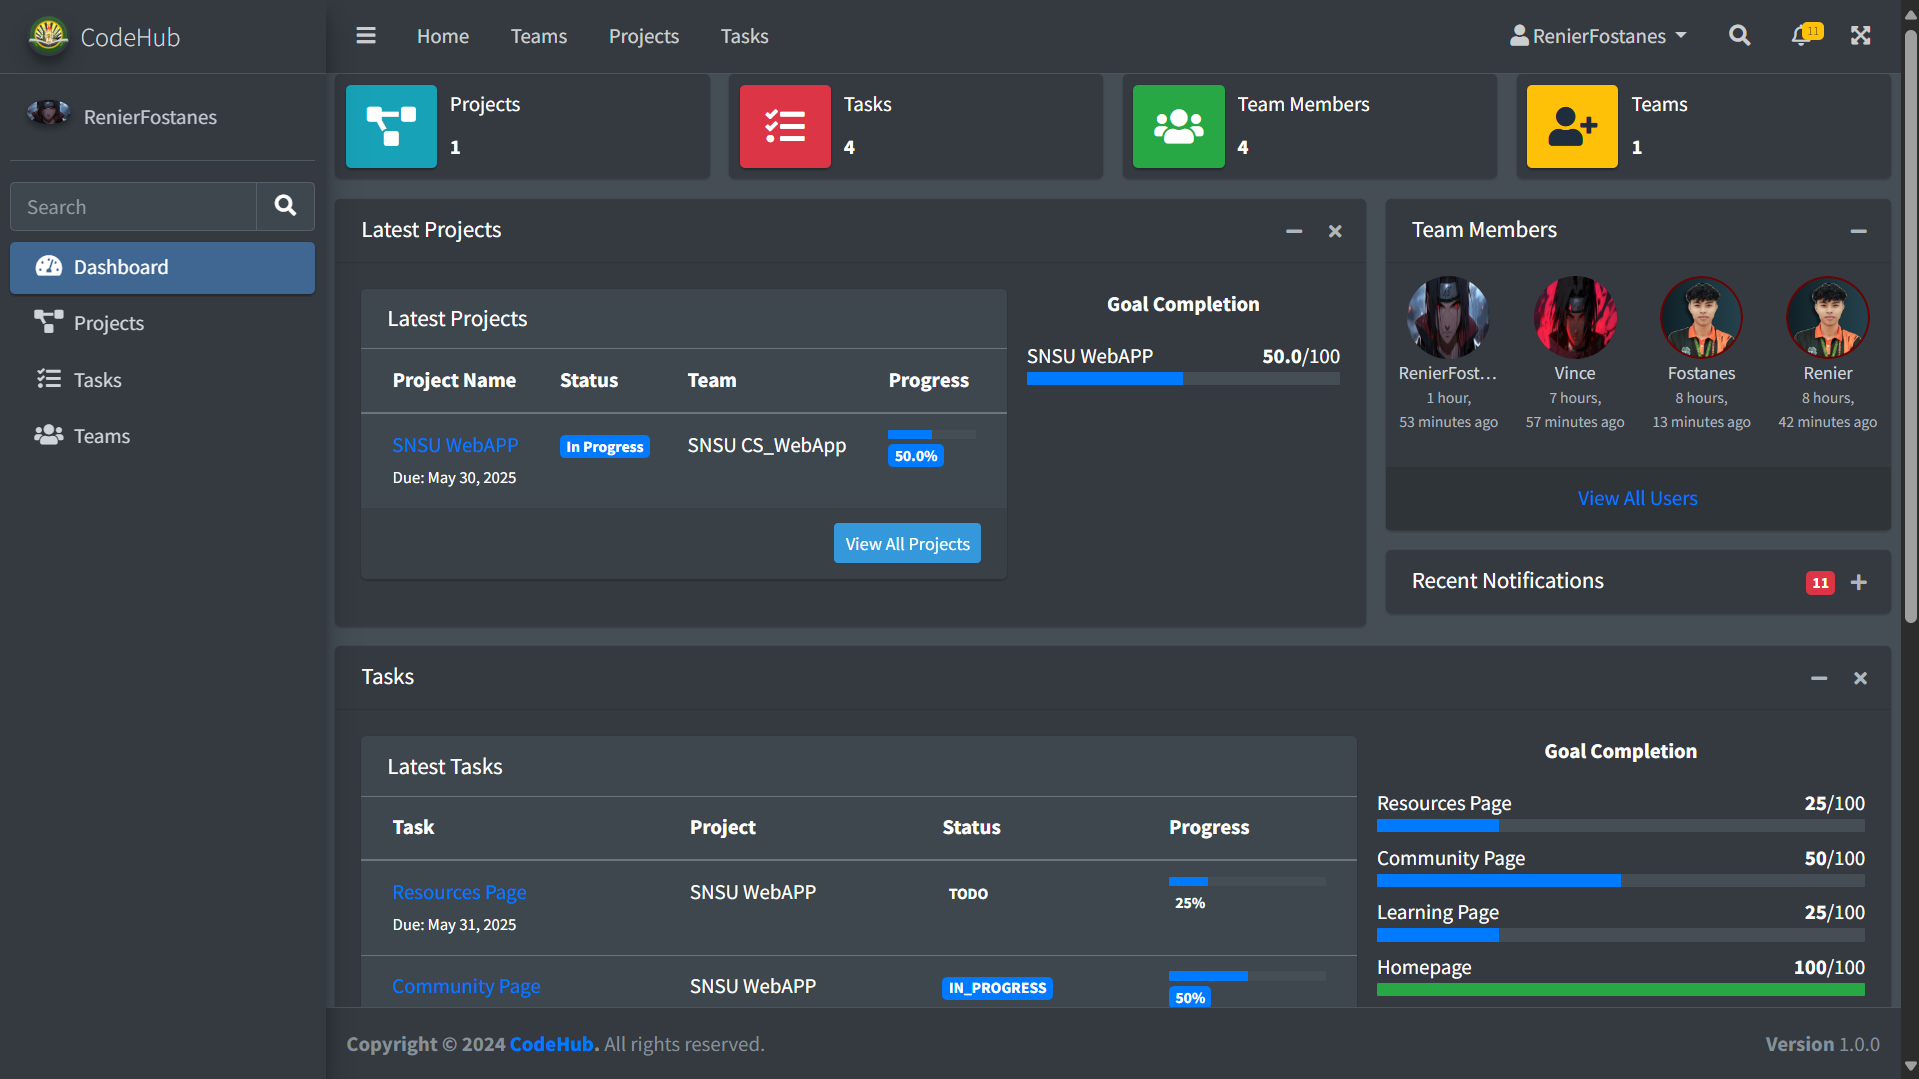 CodeHub
Home Teams Projects Tasks
RenierFostanes
11
RenierFostanes
Search
Dashboard
Projects
Tasks
Teams
Projects
1
Tasks
4
Team Members
4
Teams
1
Latest Projects
Latest Projects
Project Name Status Team Progress
SNSU WebAPP In Progress SNSU CS_WebApp 50.0%
Due: May 30, 2025
View All Projects
Goal Completion
SNSU WebAPP 50.0/100
Team Members
RenierFost...
1 hour,
53 minutes ago
Vince
7 hours,
57 minutes ago
Fostanes
8 hours,
13 minutes ago
Renier
8 hours,
42 minutes ago
View All Users
Recent Notifications 11
Tasks
Latest Tasks
Task Project Status Progress
Resources Page SNSU WebAPP TODO 25%
Due: May 31, 2025
Community Page SNSU WebAPP IN_PROGRESS 50%
Goal Completion
Resources Page 25/100
Community Page 50/100
Learning Page 25/100
Homepage 100/100
Copyright © 2024 CodeHub. All rights reserved.
Version 1.0.0